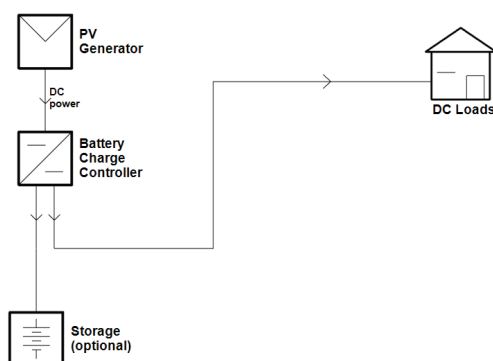 PV
Generator
DC
power
Battery
Charge
Controller
DC Loads
Storage
(optional)